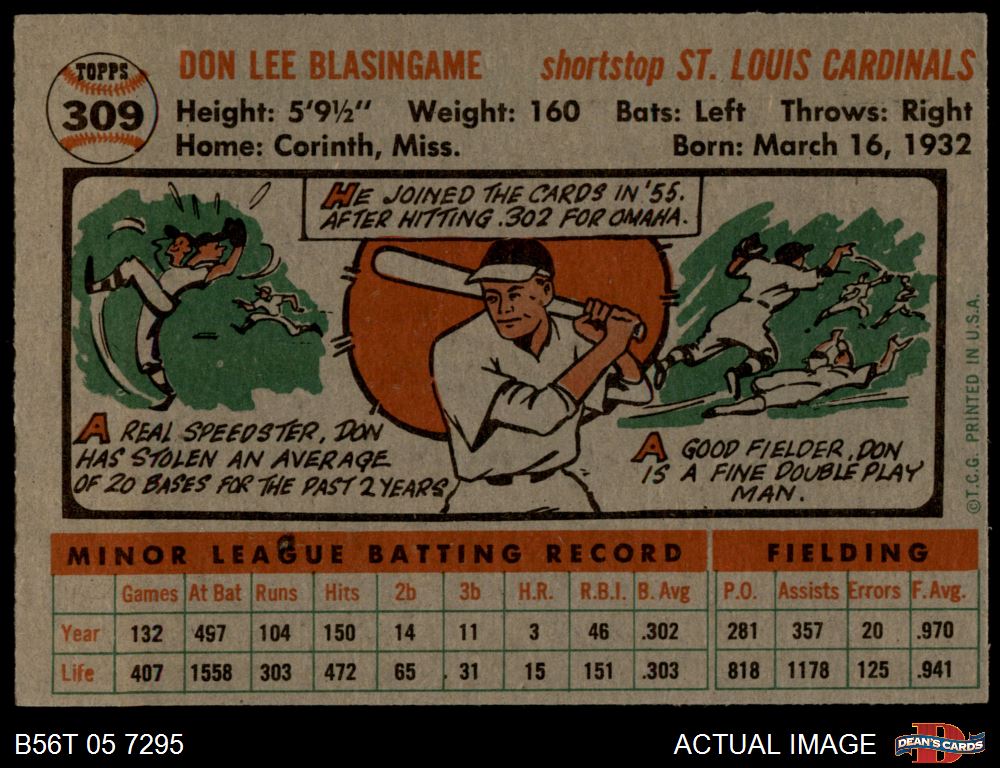 TOPPS
309
DON LEE BLASINGAME shortstop ST. LOUIS CARDINALS
Height: 5'9½" Weight: 160 Bats: Left Throws: Right
Home: Corinth, Miss. Born: March 16, 1932
HE JOINED THE CARDS IN '55.
AFTER HITTING .302 FOR OMAHA.
A REAL SPEEDSTER, DON
HAS STOLEN AN AVERAGE
OF 20 BASES FOR THE PAST 2 YEARS
A GOOD FIELDER, DON
IS A FINE DOUBLE PLAY
MAN.
©T.C.G. PRINTED IN U.S.A.
MINOR LEAGUE BATTING RECORD FIELDING
Games At Bat Runs Hits 2b 3b H.R. R.B.I. B. Avg P.O. Assists Errors F. Avg.
Year 132 497 104 150 14 11 3 46 .302 281 357 20 .970
Life 407 1558 303 472 65 31 15 151 .303 818 1178 125 .941
B56T 05 7295 ACTUAL IMAGE D DEAN'S CARDS